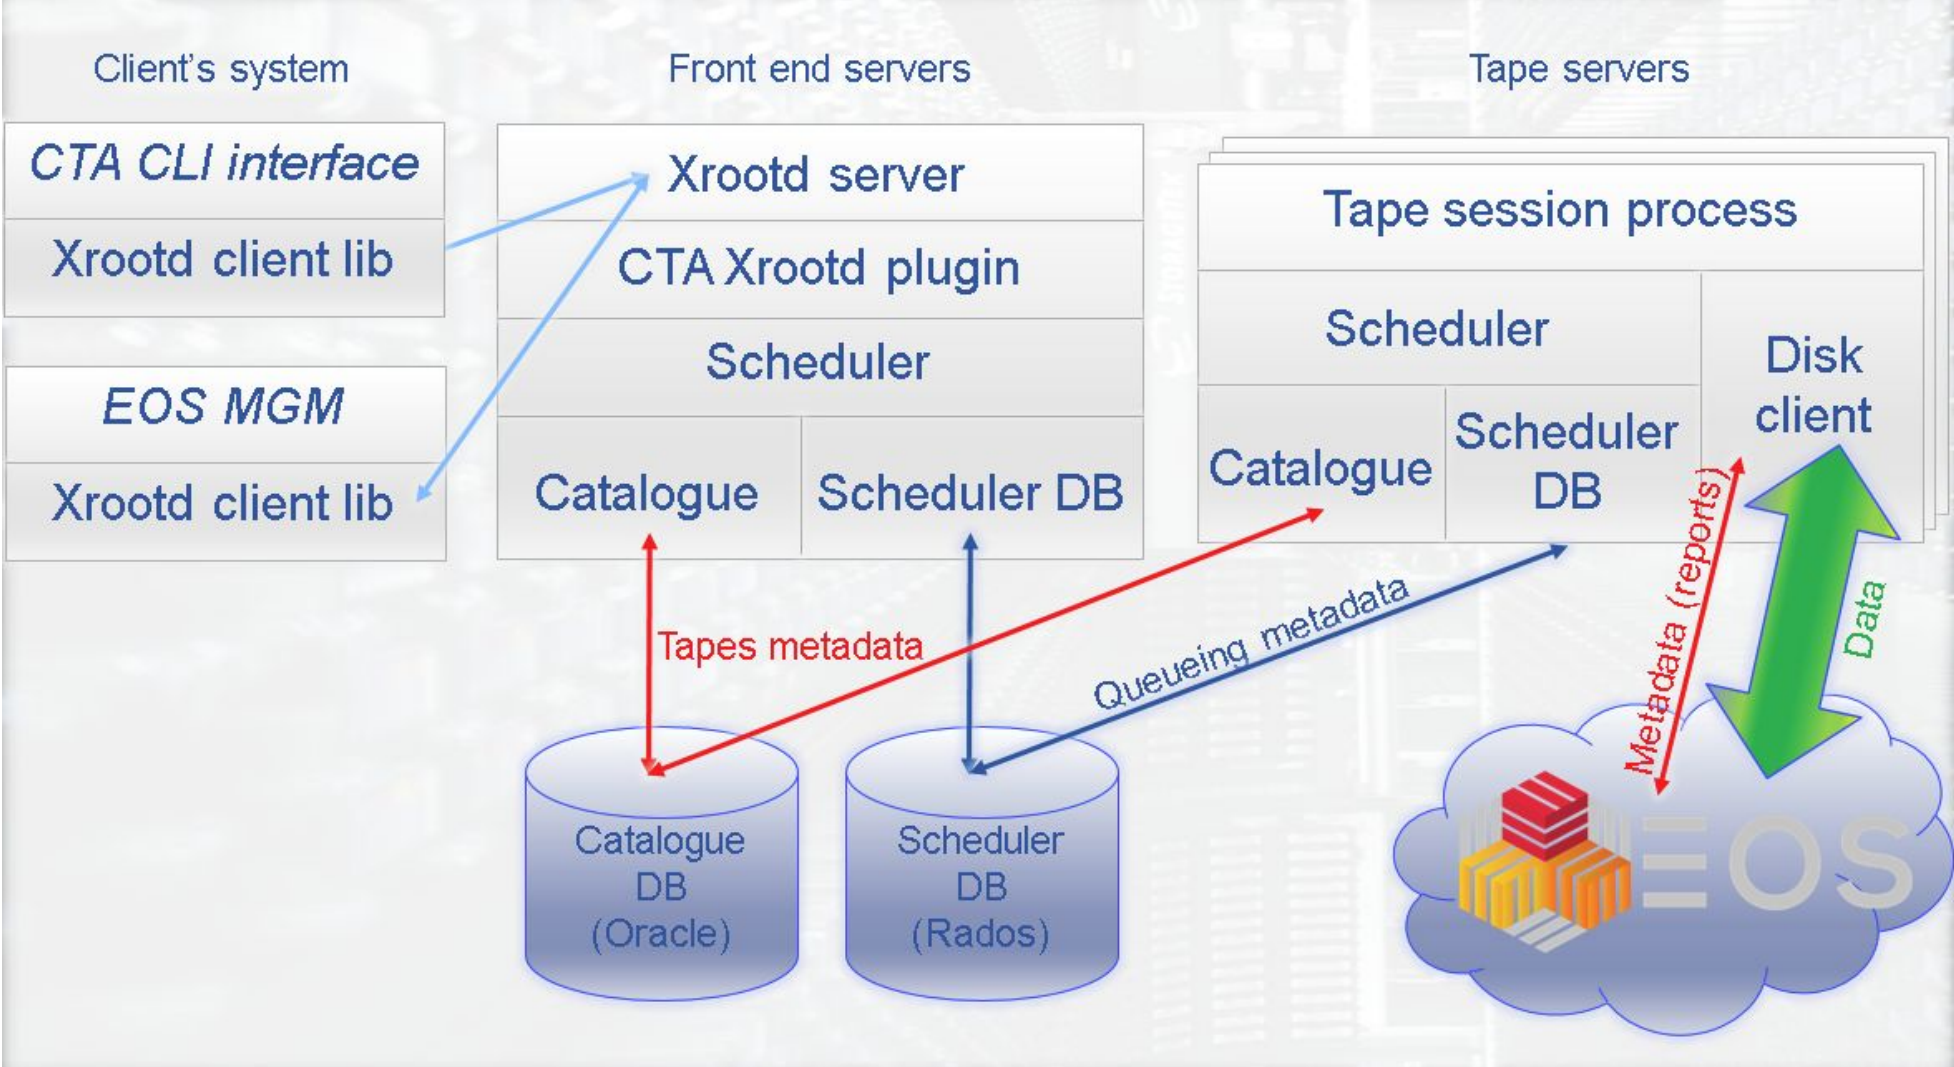 Client's system
Front end servers
Tape servers
CTA CLI interface
Xrootd client lib
EOS MGM
Xrootd client lib
Xrootd server
CTA Xrootd plugin
Scheduler
Catalogue
Scheduler DB
Tape session process
Scheduler
Catalogue
Scheduler
DB
Disk
client
Tapes metadata
Queueing metadata
Metadata (reports)
Data
Catalogue
DB
(Oracle)
Scheduler
DB
(Rados)
EOS
STORAGETEK